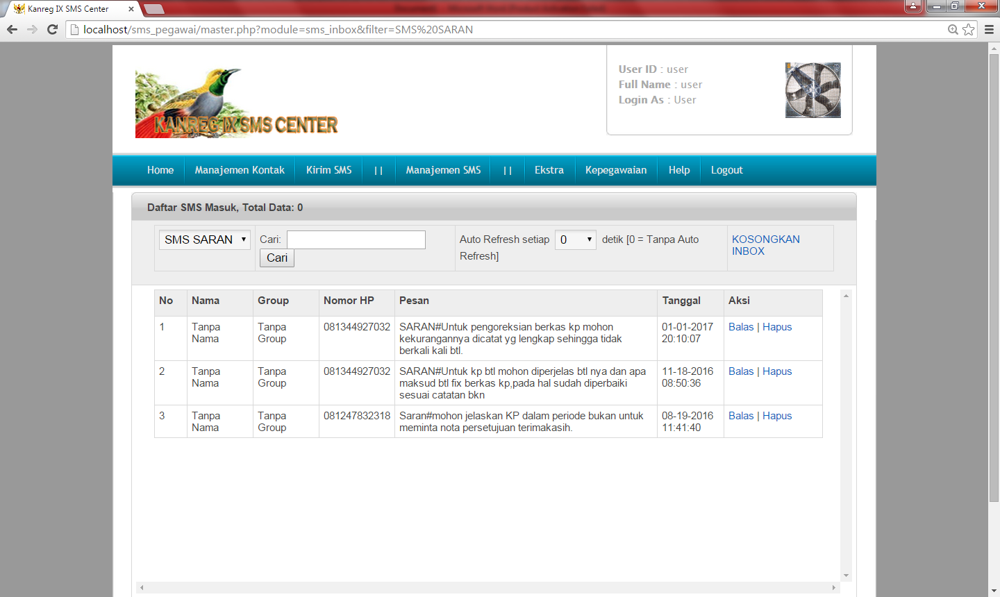 Kanreg IX SMS Center
localhost/sms_pegawai/master.php?module=sms_inbox&filter=SMS%20SARAN
KANREG IX SMS CENTER
User ID : user
Full Name : user
Login As : User
Home Manajemen Kontak Kirim SMS || Manajemen SMS || Ekstra Kepegawaian Help Logout
Daftar SMS Masuk, Total Data: 0
SMS SARAN
Cari:
Cari
Auto Refresh setiap 0 detik [0 = Tanpa Auto
Refresh]
KOSONGKAN
INBOX
No Nama Group Nomor HP Pesan Tanggal Aksi
1
Tanpa
Nama
Tanpa
Group
081344927032
SARAN#Untuk pengoreksian berkas kp mohon
kekurangannya dicatat yg lengkap sehingga tidak
berkali kali btl.
01-01-2017
20:10:07
Balas | Hapus
2
Tanpa
Nama
Tanpa
Group
081344927032
SARAN#Untuk kp btl mohon diperjelas btl nya dan apa
maksud btl fix berkas kp,pada hal sudah diperbaiki
sesuai catatan bkn
11-18-2016
08:50:36
Balas | Hapus
3
Tanpa
Nama
Tanpa
Group
081247832318
Saran#mohon jelaskan KP dalam periode bukan untuk
meminta nota persetujuan terimakasih.
08-19-2016
11:41:40
Balas | Hapus